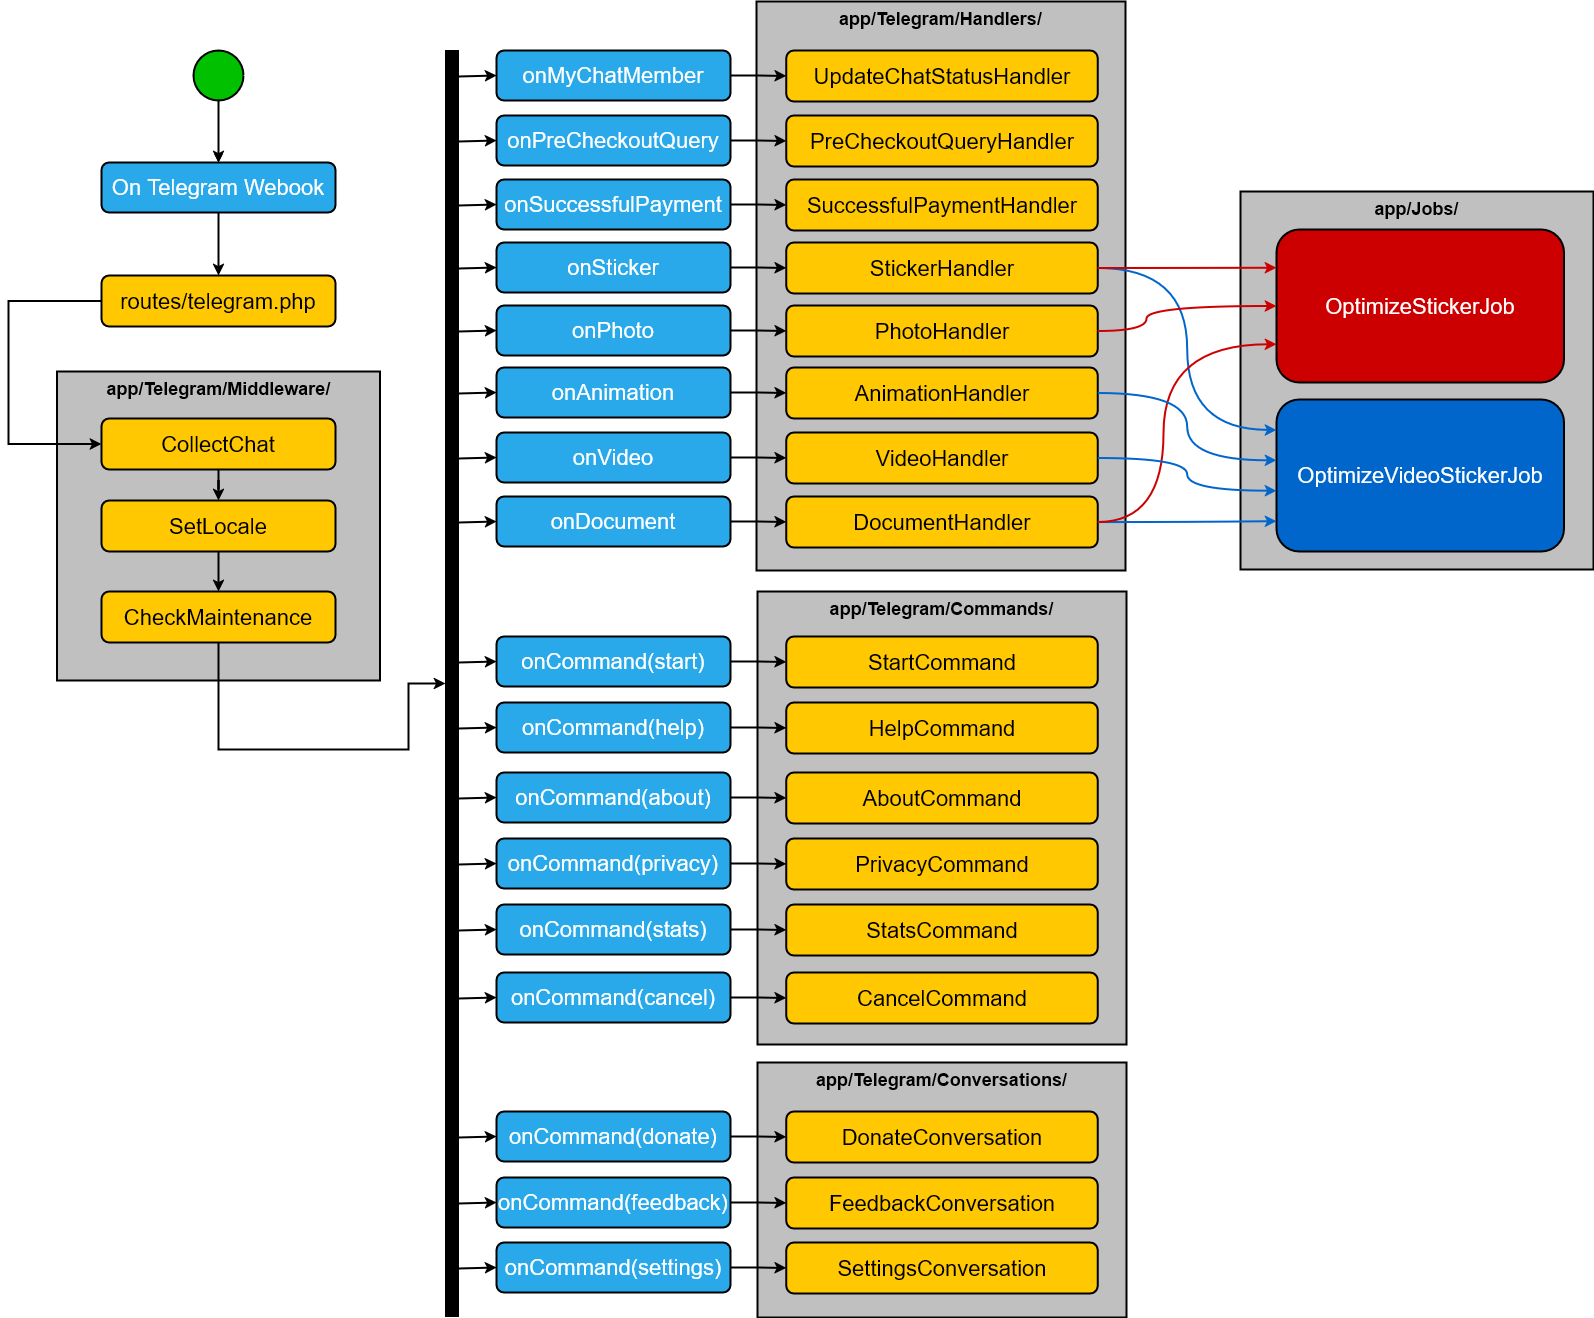 On Telegram Webook
routes/telegram.php
app/Telegram/Middleware/
CollectChat
SetLocale
CheckMaintenance
onMyChatMember
onPreCheckoutQuery
onSuccessfulPayment
onSticker
onPhoto
onAnimation
onVideo
onDocument
onCommand(start)
onCommand(help)
onCommand(about)
onCommand(privacy)
onCommand(stats)
onCommand(cancel)
onCommand(donate)
onCommand(feedback)
onCommand(settings)
app/Telegram/Handlers/
UpdateChatStatusHandler
PreCheckoutQueryHandler
SuccessfulPaymentHandler
StickerHandler
PhotoHandler
AnimationHandler
VideoHandler
DocumentHandler
app/Telegram/Commands/
StartCommand
HelpCommand
AboutCommand
PrivacyCommand
StatsCommand
CancelCommand
app/Telegram/Conversations/
DonateConversation
FeedbackConversation
SettingsConversation
app/Jobs/
OptimizeStickerJob
OptimizeVideoStickerJob